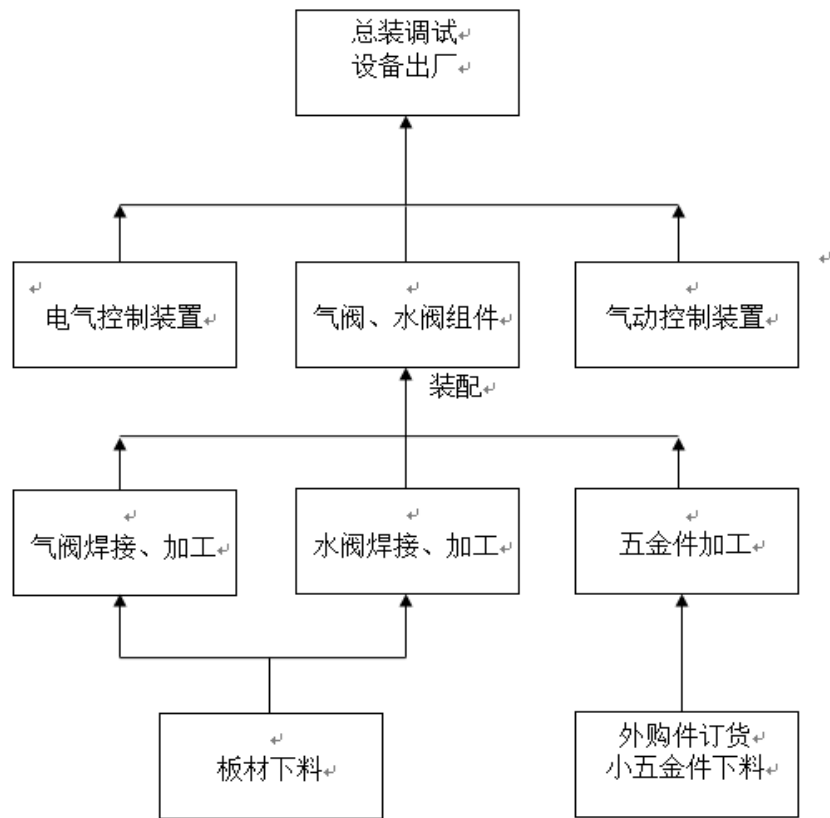 总装调试
设备出厂
电气控制装置
气阀、水阀组件
气动控制装置
装配
气阀焊接、加工
水阀焊接、加工
五金件加工
板材下料
外购件订货
小五金件下料